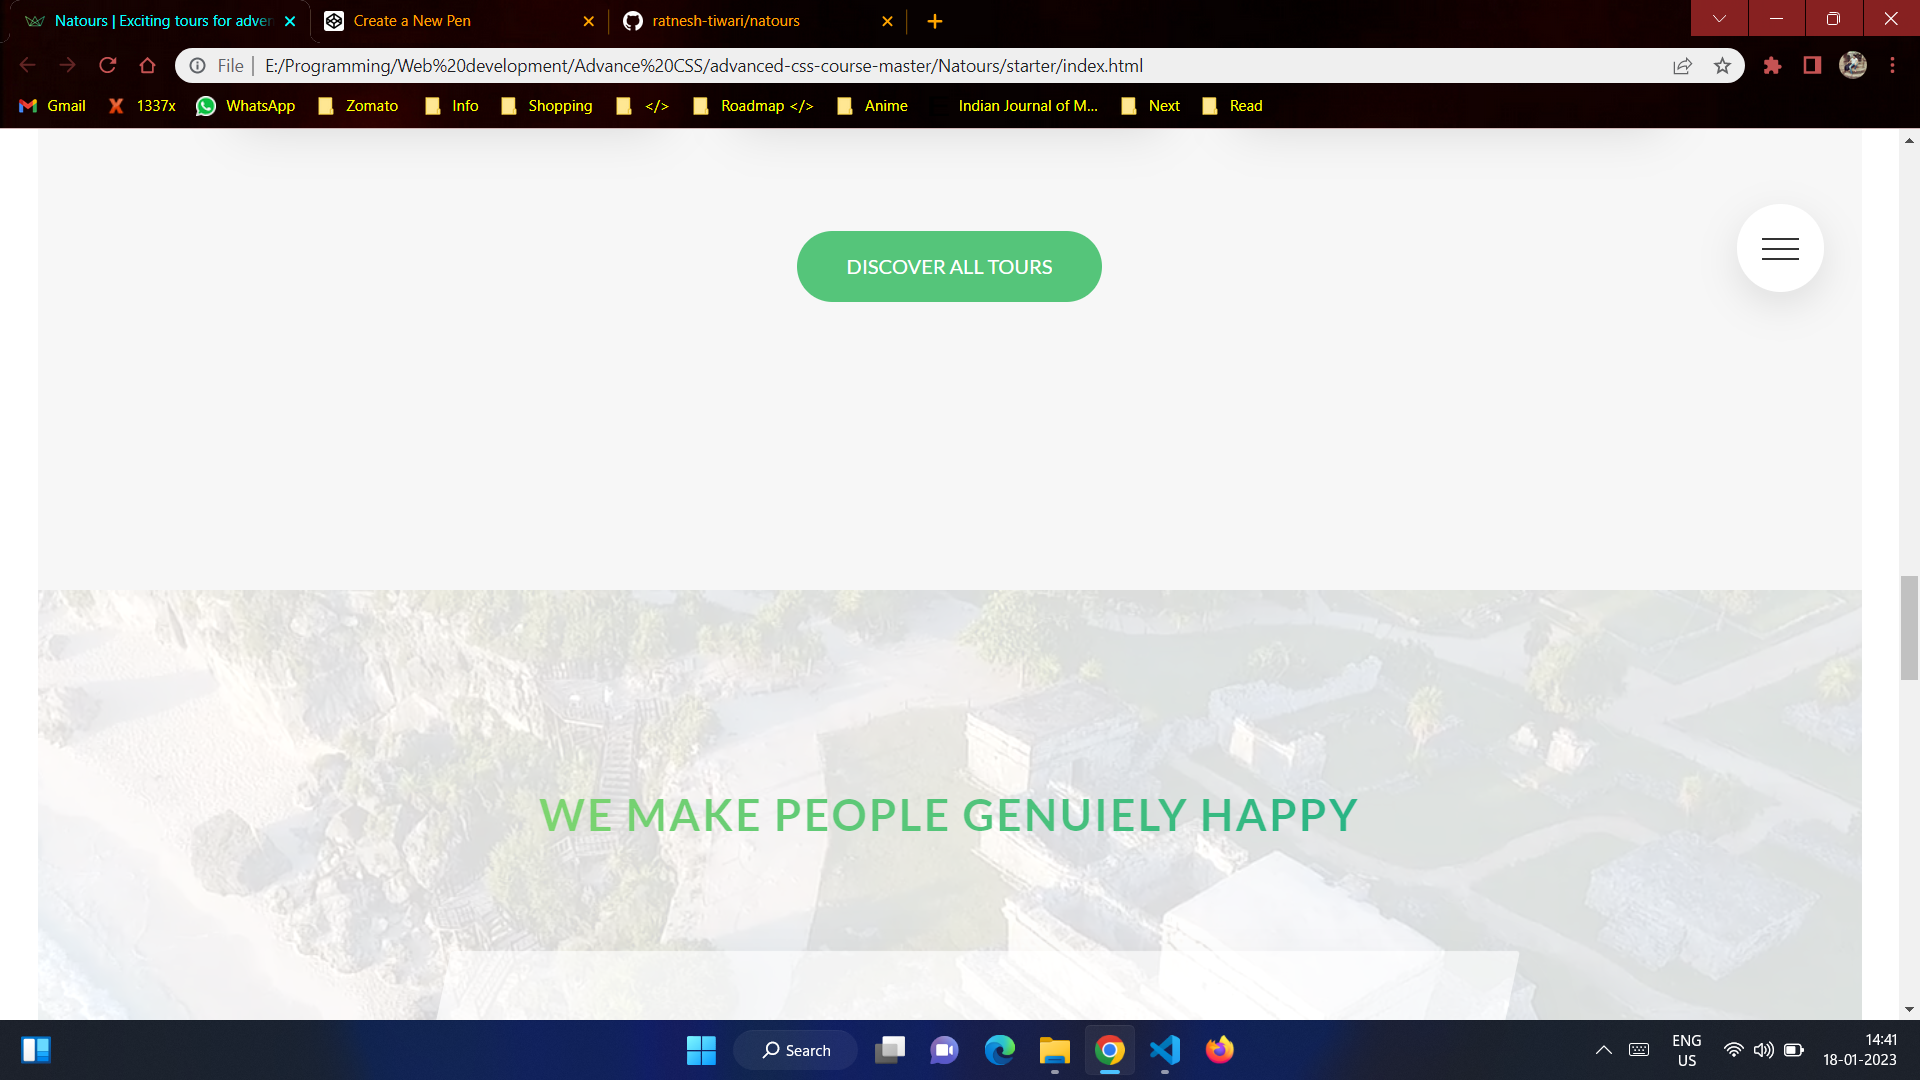 Natours | Exciting tours for adven
Create a New Pen
ratnesh-tiwari/natours
File | E:/Programming/Web%20development/Advance%20CSS/advanced-css-course-master/Natours/starter/index.html
Gmail
1337x
WhatsApp
Zomato
Info
Shopping
</>
Roadmap </>
Anime
Indian Journal of M...
Next
Read
DISCOVER ALL TOURS
WE MAKE PEOPLE GENUIELY HAPPY
Search
ENG
US
14:41
18-01-2023